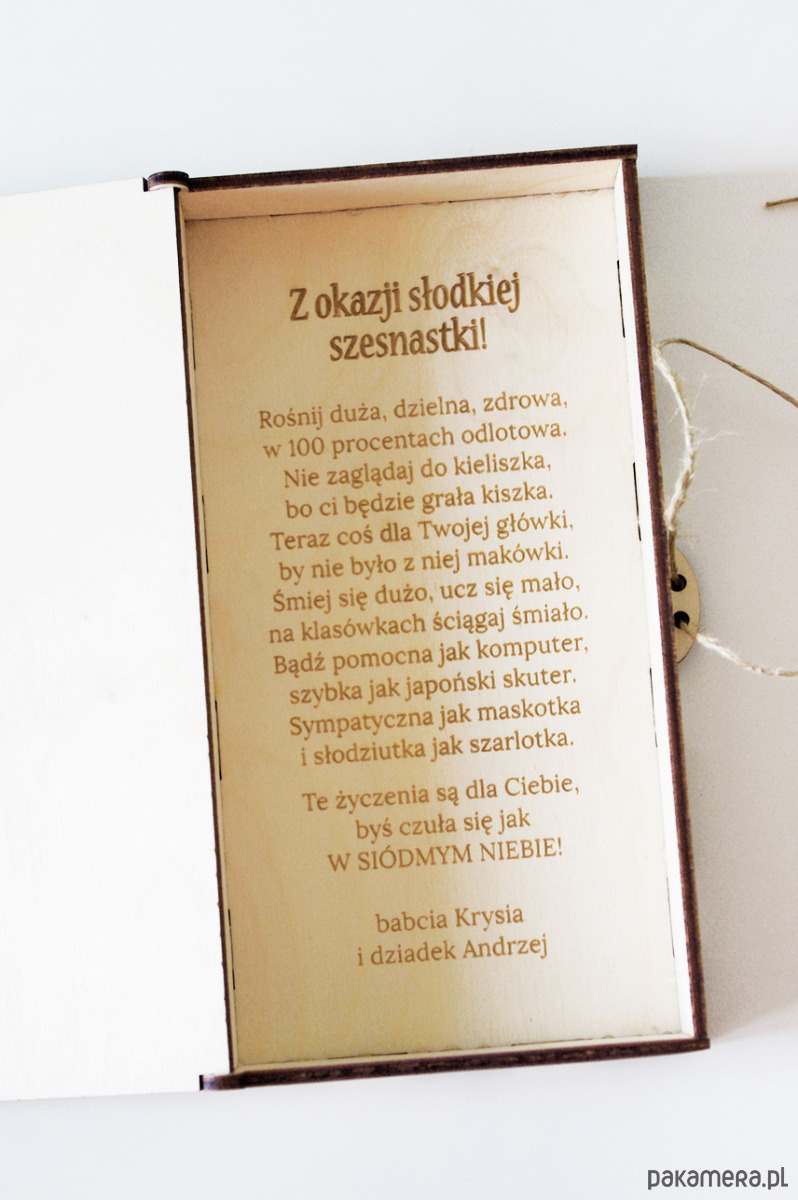 Z okazji słodkiej
szesnastki!
Rośnij duża, dzielna, zdrowa,
w 100 procentach odlotowa.
Nie zaglądaj do kieliszka,
bo ci będzie grała kiszka.
Teraz coś dla Twojej główki,
by nie było z niej makówki.
Śmiej się dużo, ucz się mało,
na klasówkach ściągaj śmiało.
Bądź pomocna jak komputer,
szybka jak japoński skuter.
Sympatyczna jak maskotka
i słodziutka jak szarlotka.
Te życzenia są dla Ciebie,
byś czuła się jak
W SIÓDMYM NIEBIE!
babcia Krysia
i dziadek Andrzej
pakamera.pl